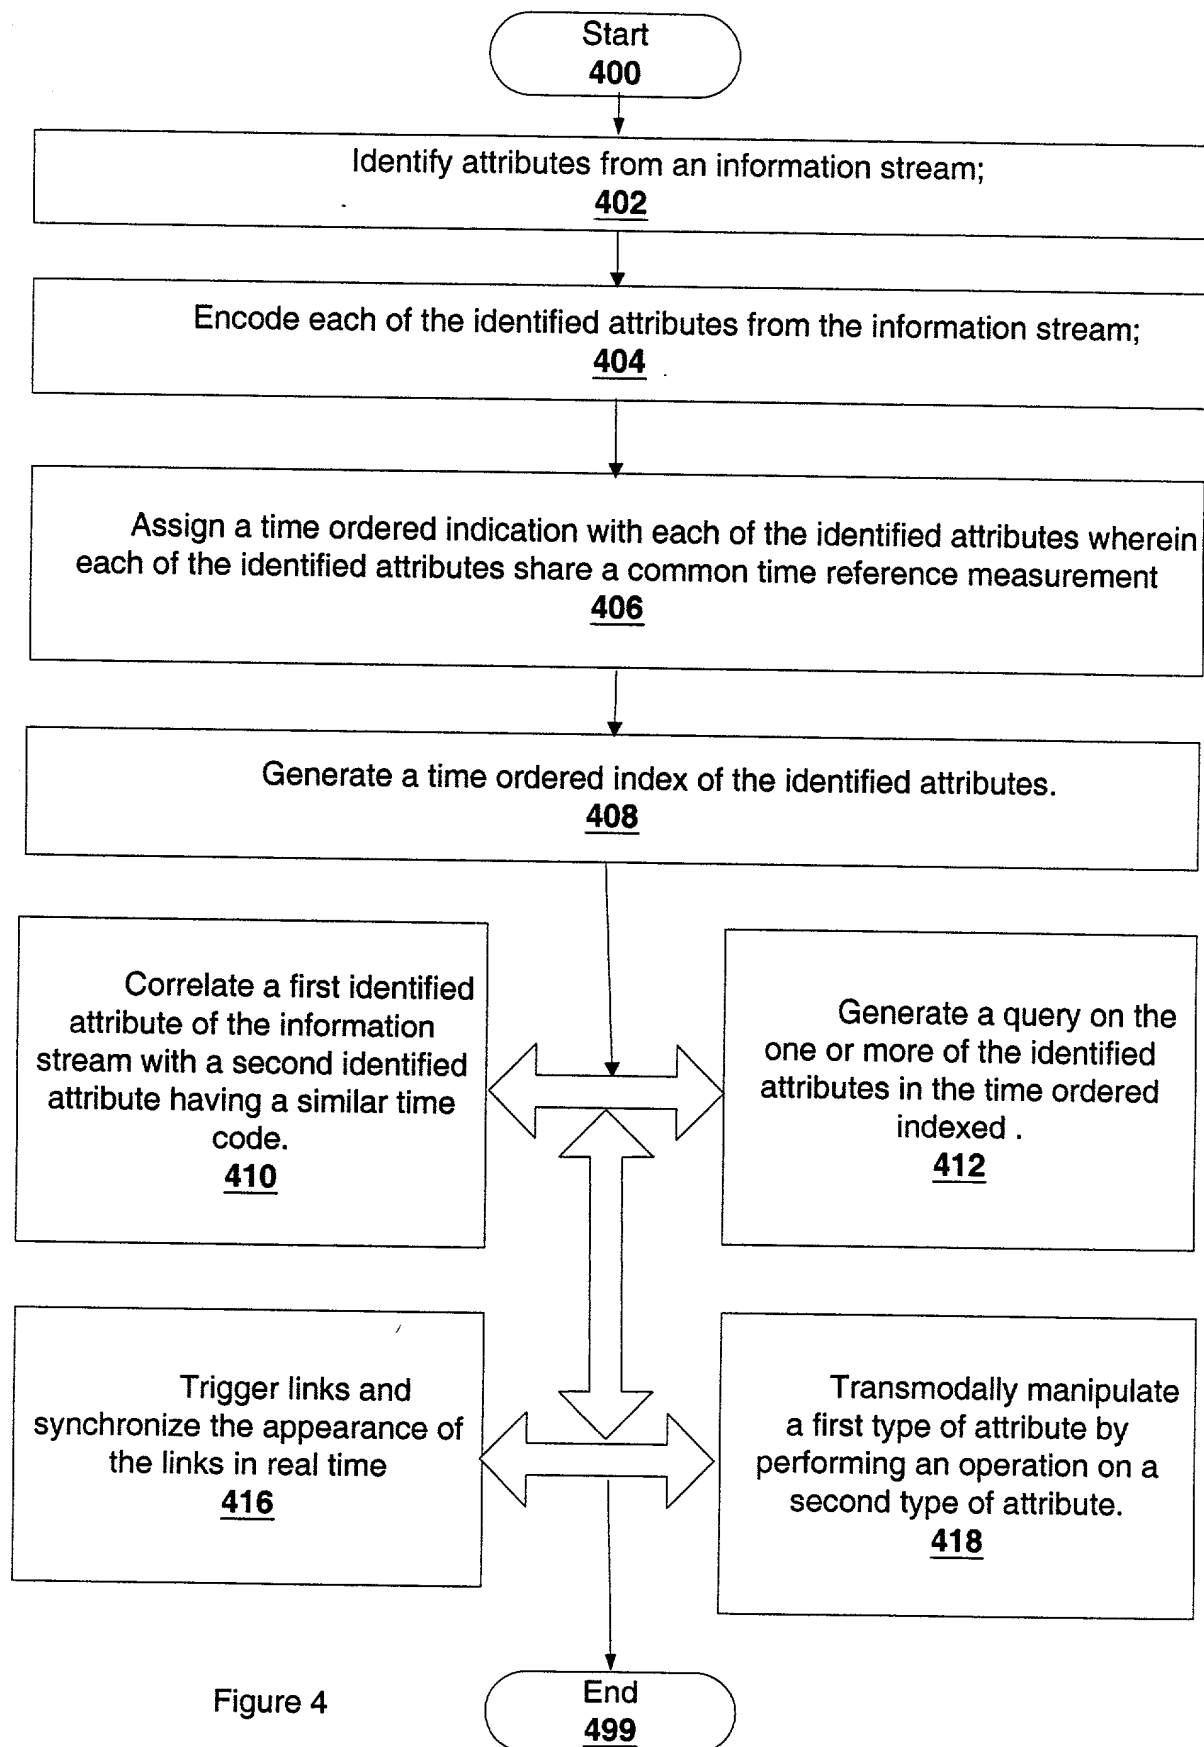 Start
400
Identify attributes from an information stream;
402
Encode each of the identified attributes from the information stream;
404
Assign a time ordered indication with each of the identified attributes wherein
each of the identified attributes share a common time reference measurement
406
Generate a time ordered index of the identified attributes.
408
Correlate a first identified
attribute of the information
stream with a second identified
attribute having a similar time
code.
410
Generate a query on the
one or more of the identified
attributes in the time ordered
indexed .
412
Trigger links and
synchronize the appearance of
the links in real time
416
Transmodally manipulate
a first type of attribute by
performing an operation on a
second type of attribute.
418
Figure 4
End
499